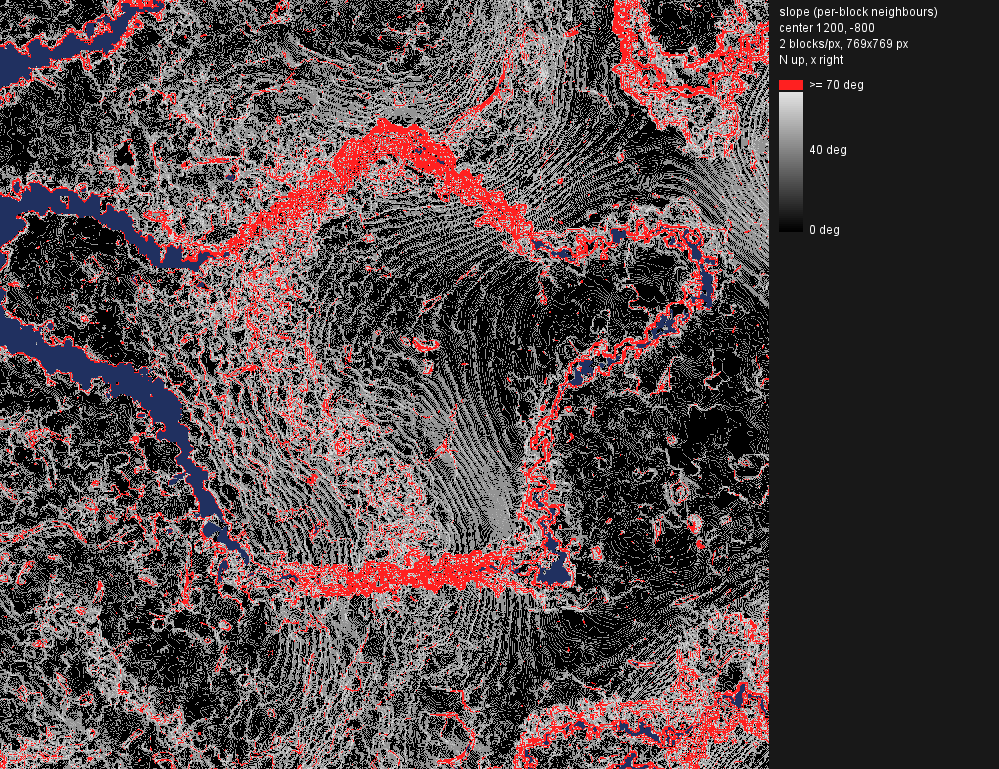 slope (per-block neighbours)
center 1200, -800
2 blocks/px, 769x769 px
N up, x right
>= 70 deg
40 deg
0 deg